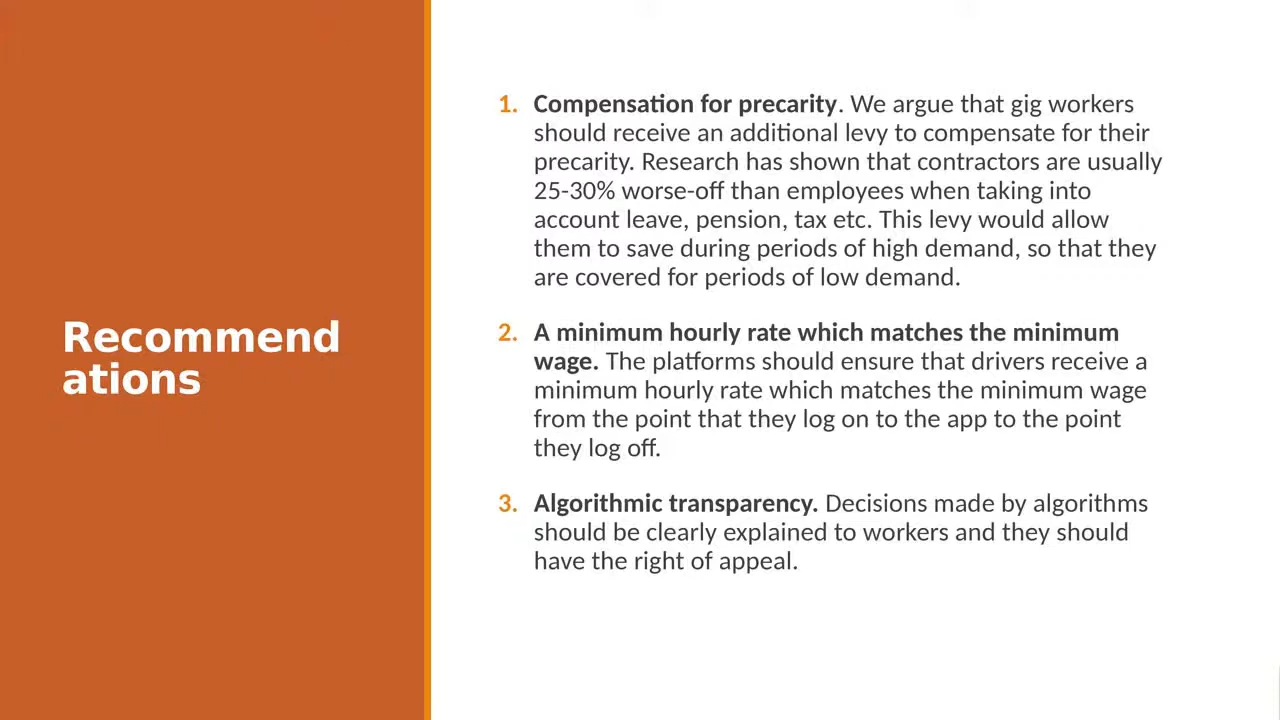 Recommend
ations
1. Compensation for precarity. We argue that gig workers
should receive an additional levy to compensate for their
precarity. Research has shown that contractors are usually
25-30% worse-off than employees when taking into
account leave, pension, tax etc. This levy would allow
them to save during periods of high demand, so that they
are covered for periods of low demand.
2. A minimum hourly rate which matches the minimum
wage. The platforms should ensure that drivers receive a
minimum hourly rate which matches the minimum wage
from the point that they log on to the app to the point
they log off.
3. Algorithmic transparency. Decisions made by algorithms
should be clearly explained to workers and they should
have the right of appeal.